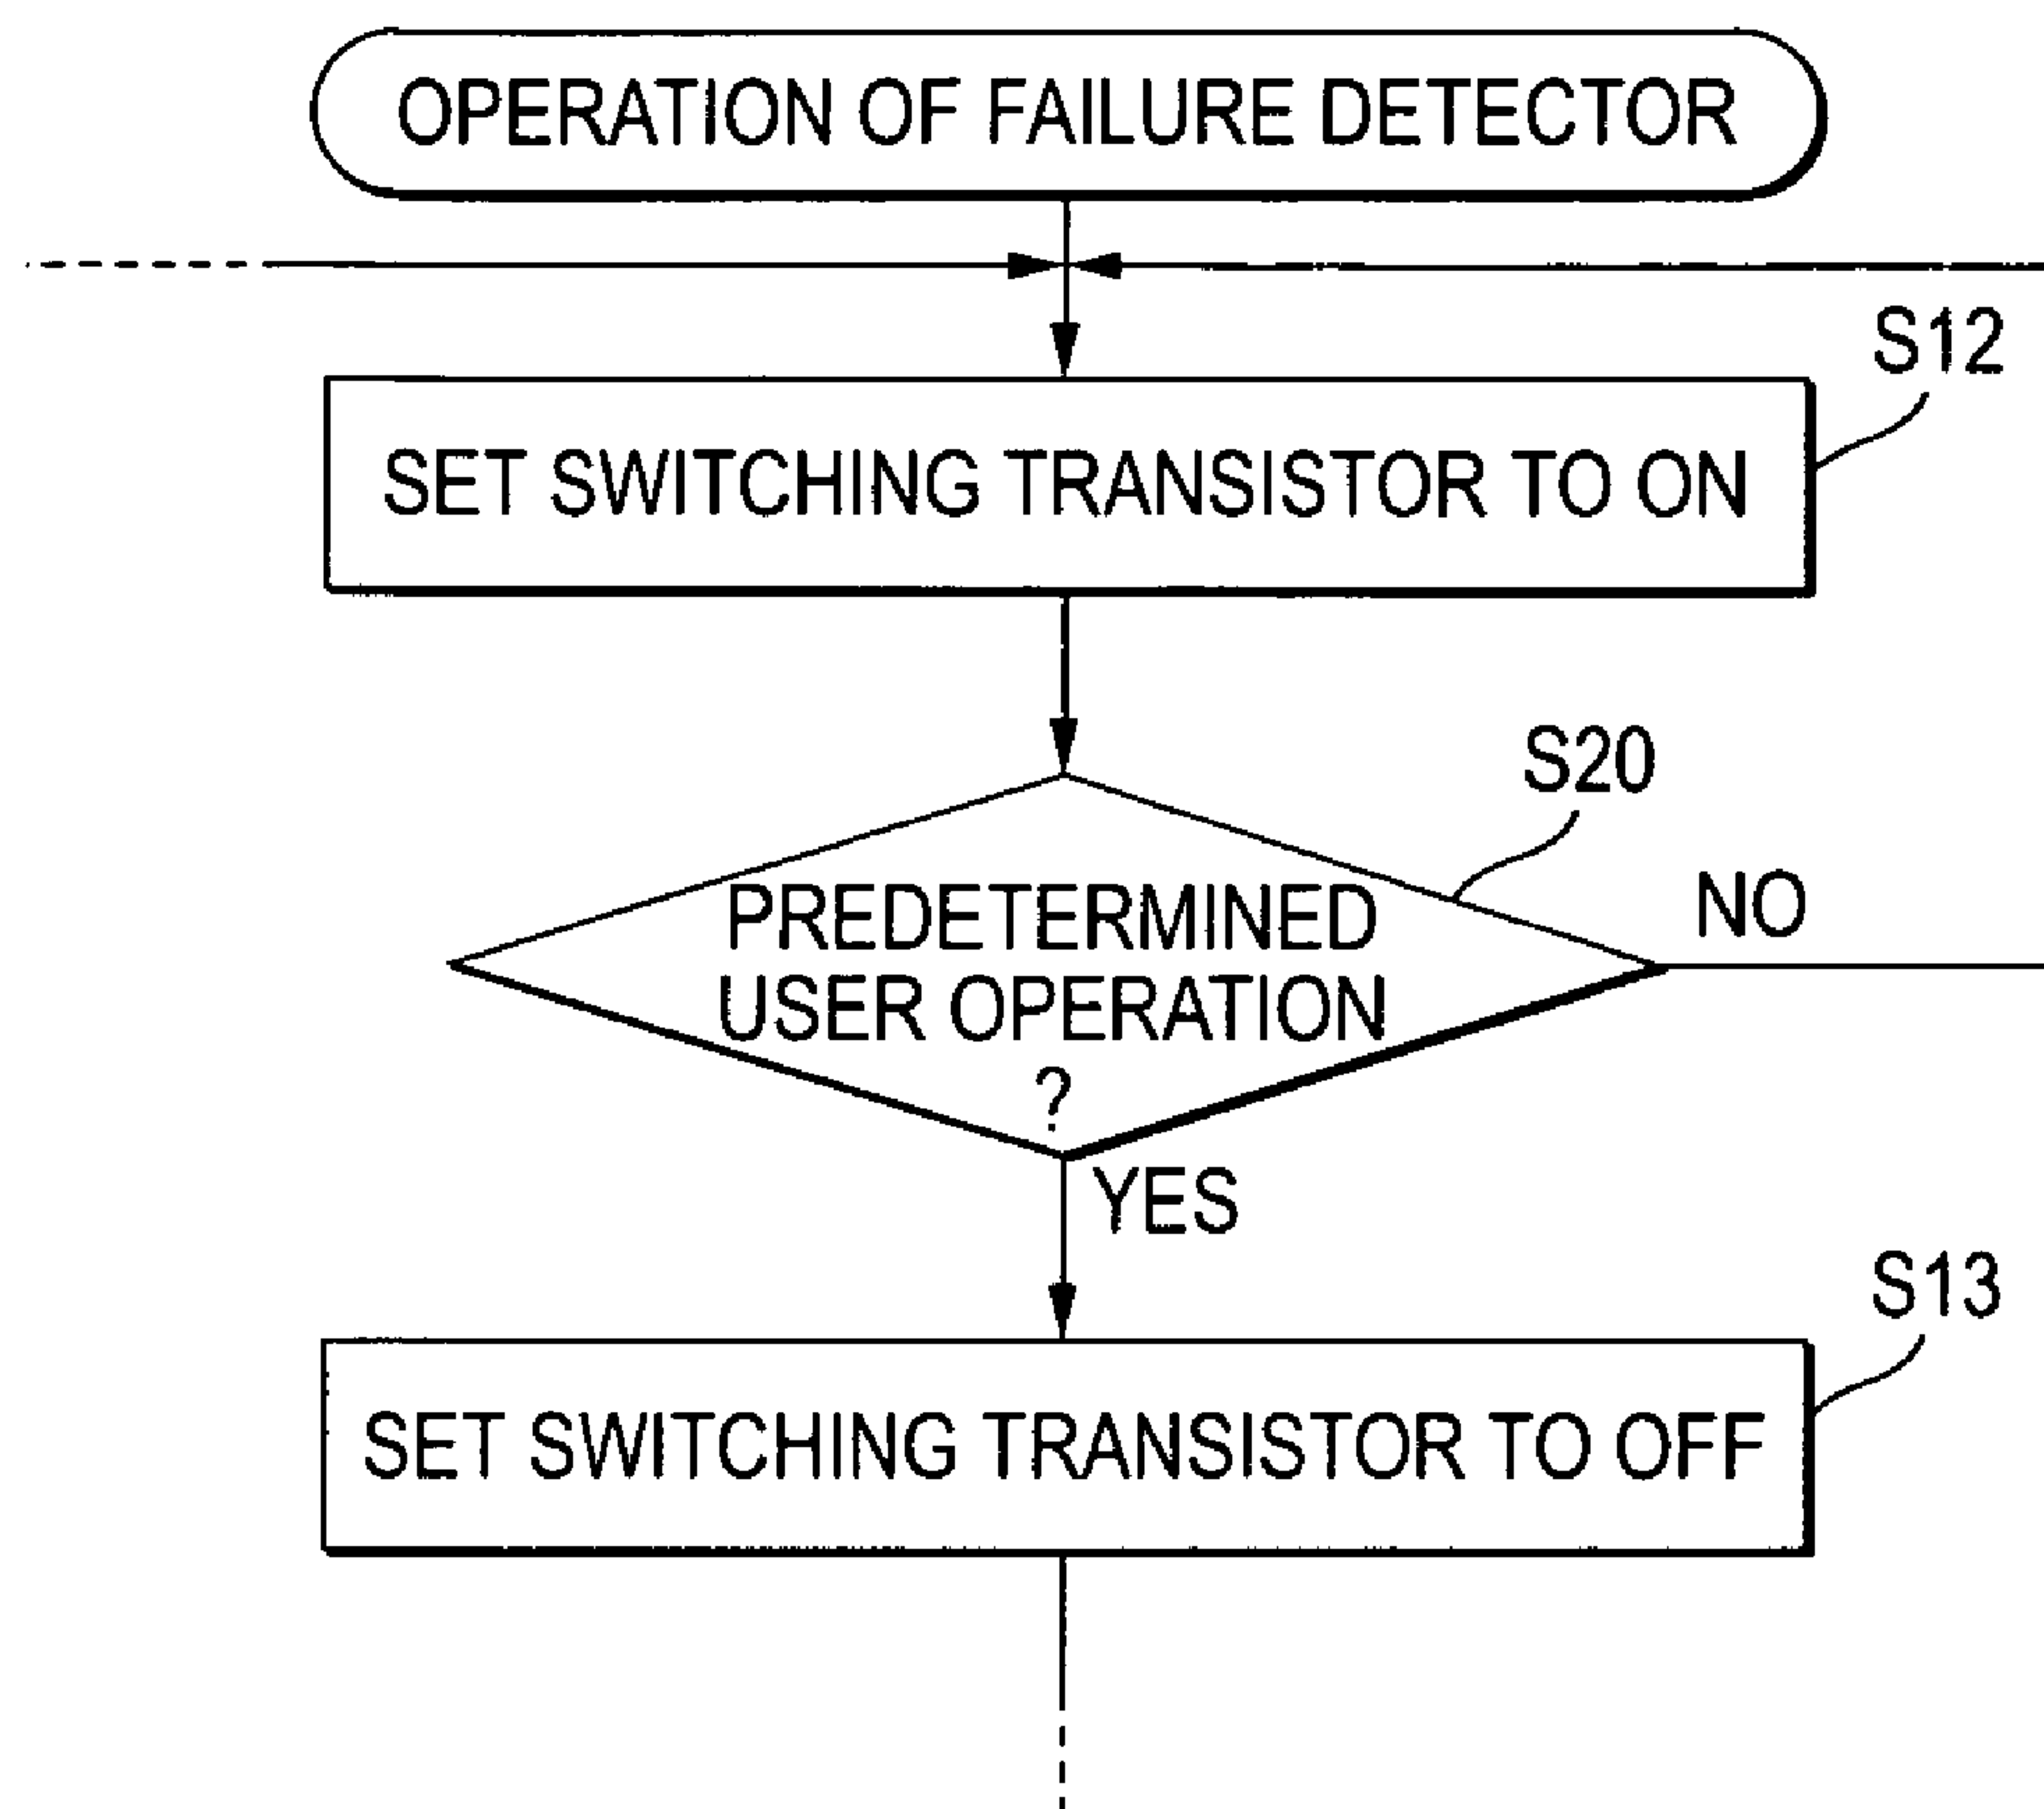 OPERATION OF FAILURE DETECTOR
S12
SET SWITCHING TRANSISTOR TO ON
S20
PREDETERMINED
USER OPERATION
?
NO
YES
S13
SET SWITCHING TRANSISTOR TO OFF